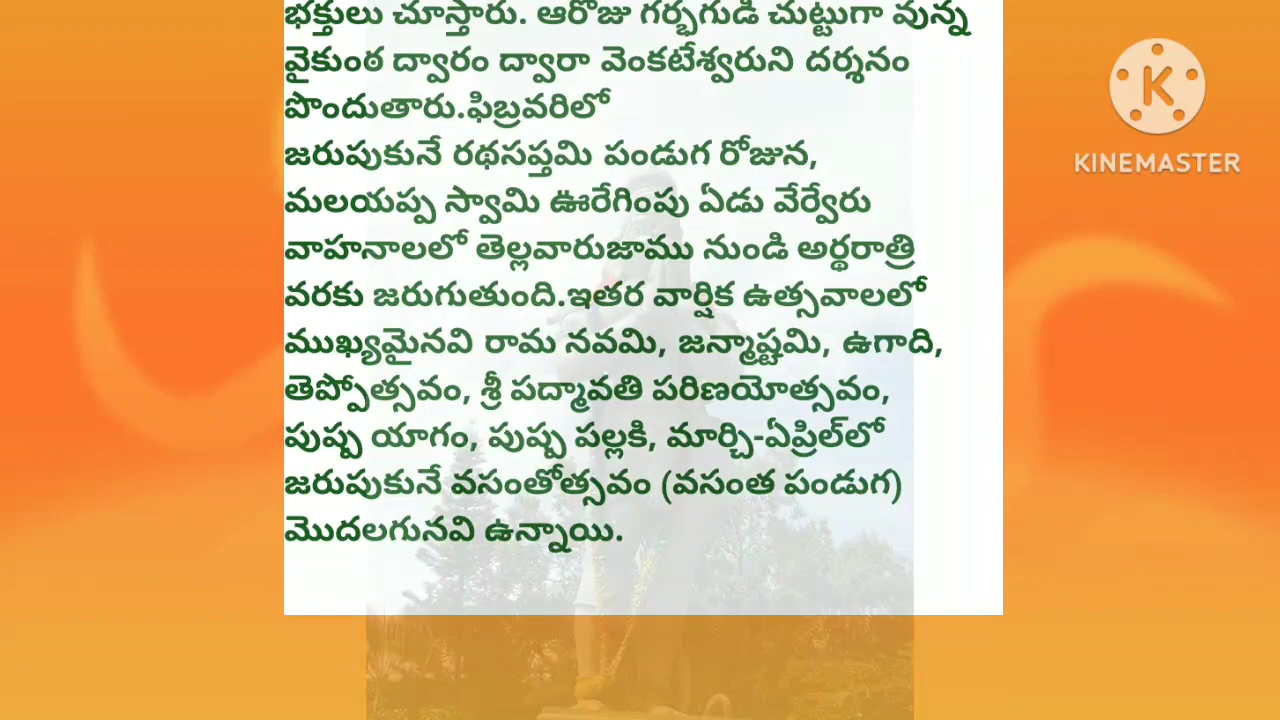 భక్తులు చూస్తారు. ఆరోజు గర్భగుడి చుట్టుగా వున్న
వైకుంఠ ద్వారం ద్వారా వెంకటేశ్వరుని దర్శనం
పొందుతారు.ఫిబ్రవరిలో
జరుపుకునే రథసప్తమి పండుగ రోజున,
మలయప్ప స్వామి ఊరేగింపు ఏడు వేర్వేరు
వాహనాలలో తెల్లవారుజాము నుండి అర్థరాత్రి
వరకు జరుగుతుంది.ఇతర వార్షిక ఉత్సవాలలో
ముఖ్యమైనవి రామ నవమి, జన్మాష్టమి, ఉగాది,
తెప్పోత్సవం, శ్రీ పద్మావతి పరిణయోత్సవం,
పుష్ప యాగం, పుష్ప పల్లకి, మార్చి-ఏప్రిల్‌లో
జరుపుకునే వసంతోత్సవం (వసంత పండుగ)
మొదలగునవి ఉన్నాయి.
K
KINEMASTER